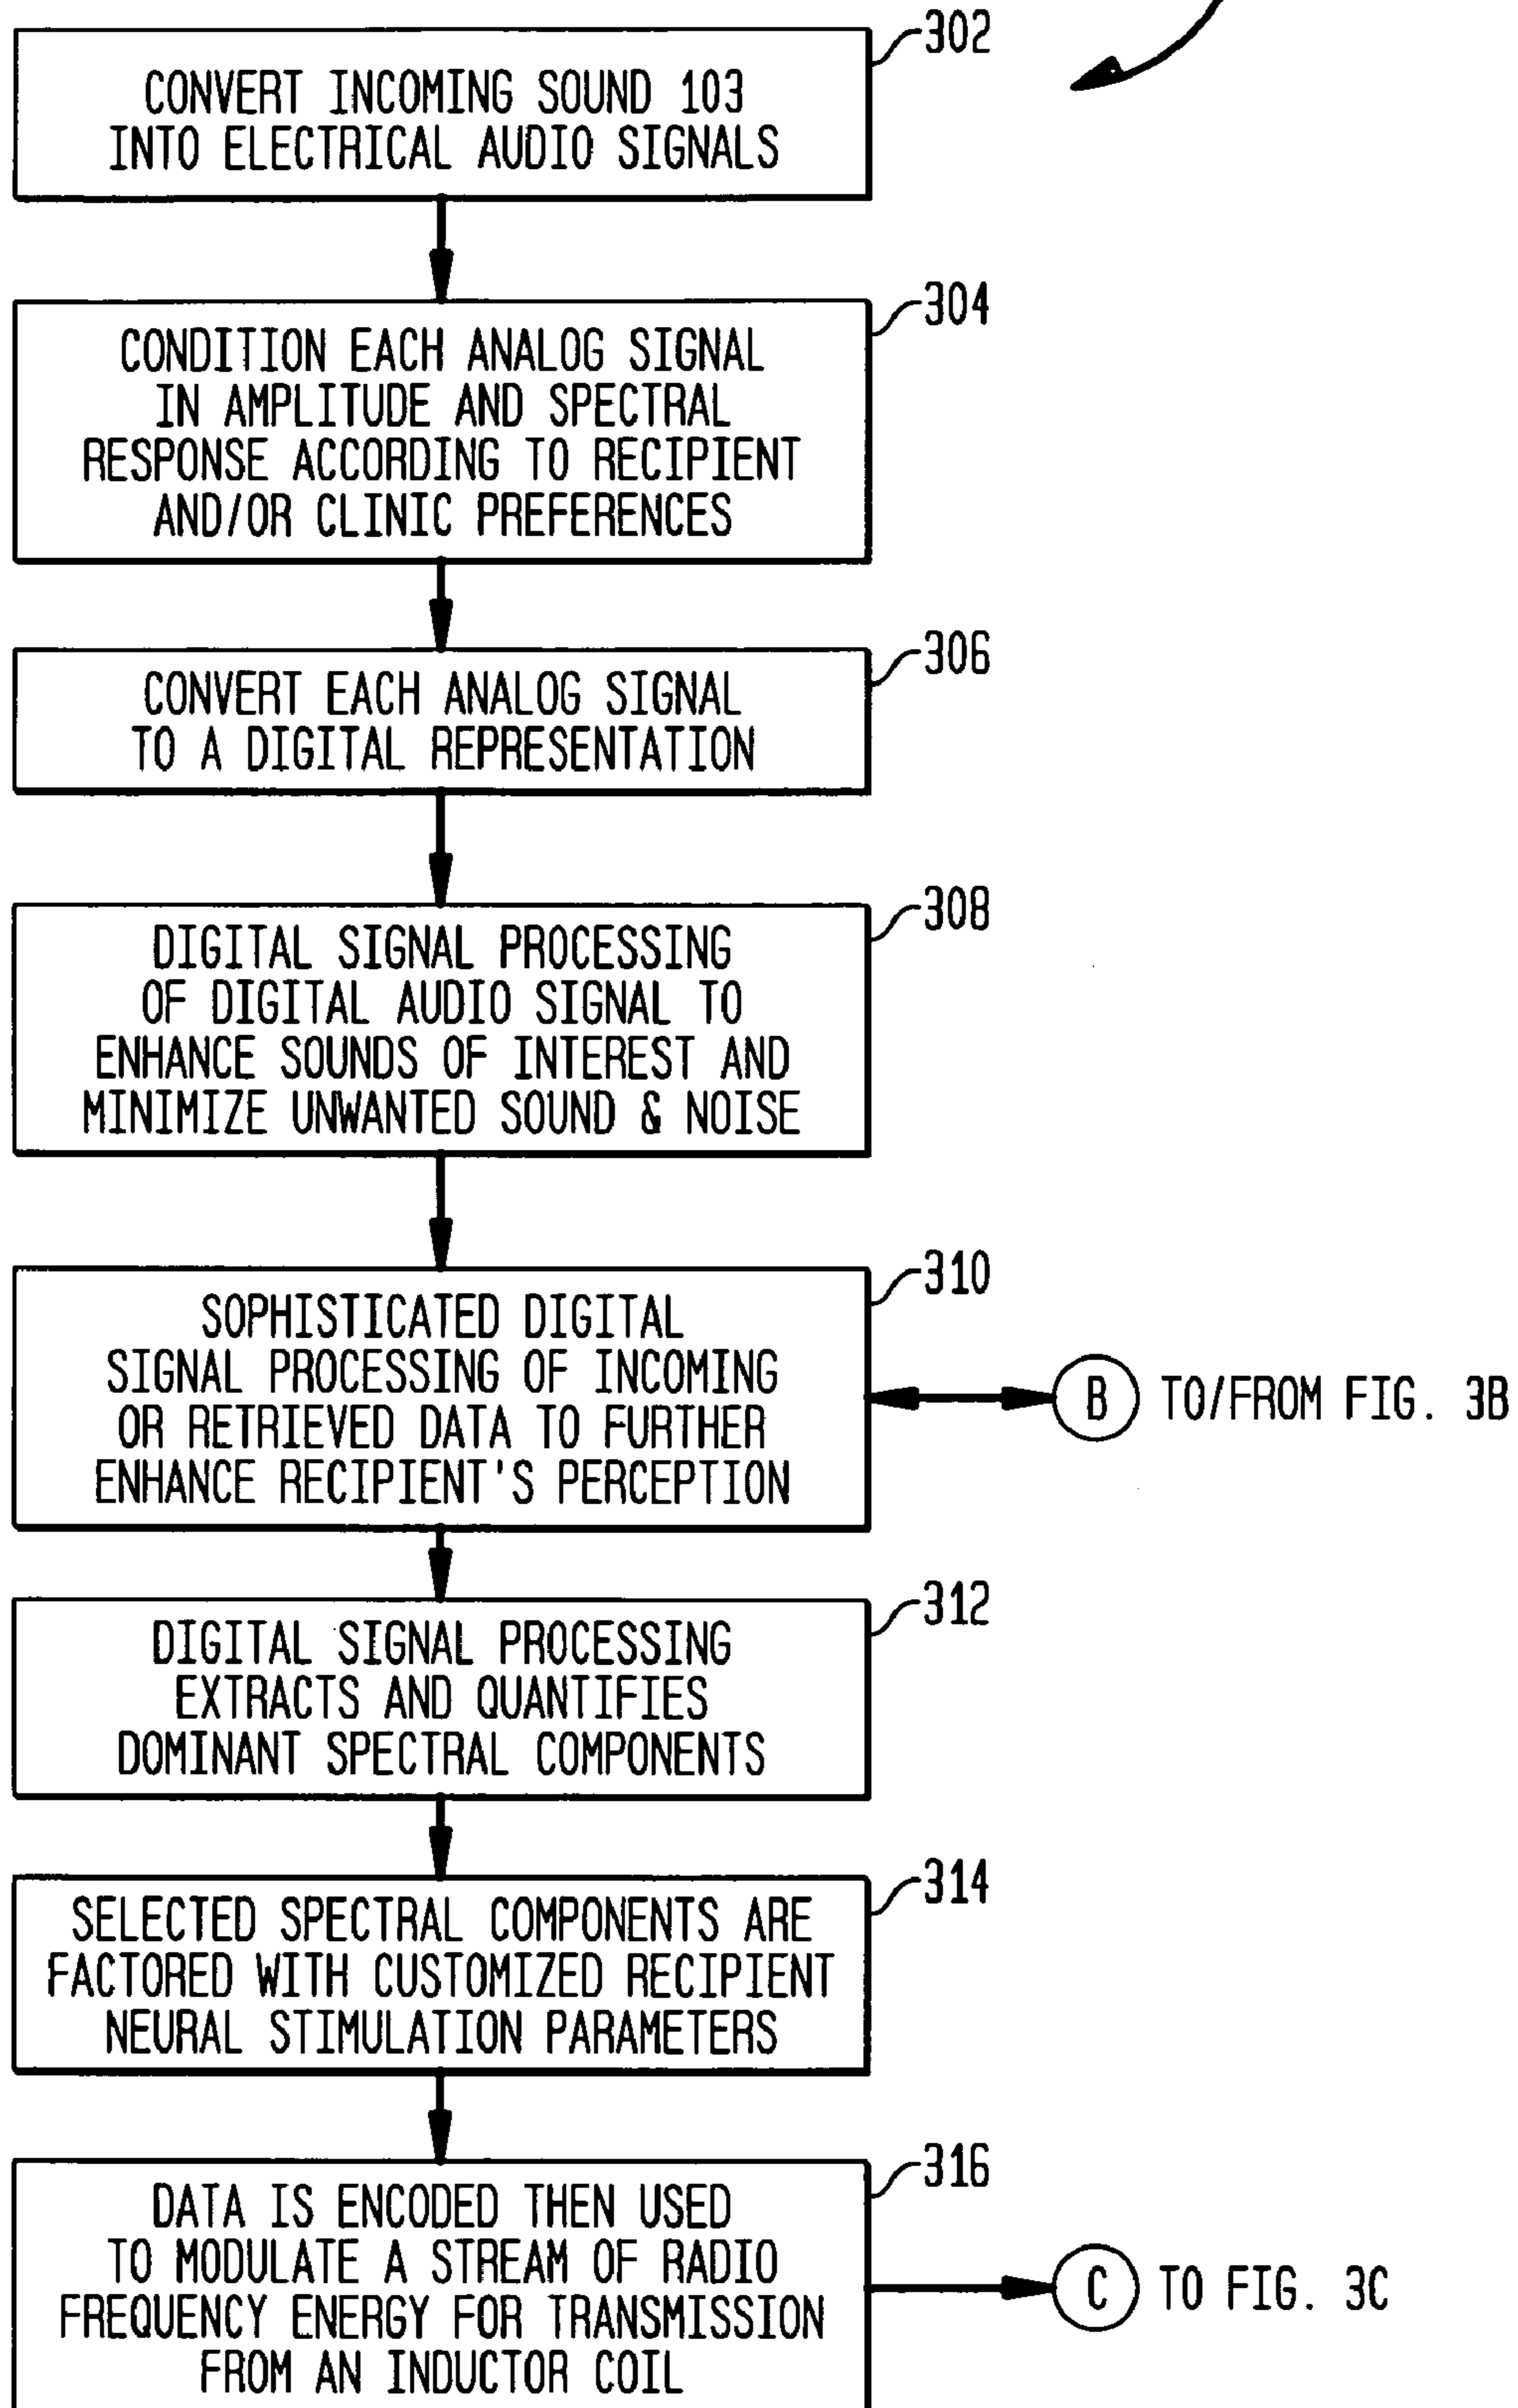 302
CONVERT INCOMING SOUND 103
INTO ELECTRICAL AUDIO SIGNALS
304
CONDITION EACH ANALOG SIGNAL
IN AMPLITUDE AND SPECTRAL
RESPONSE ACCORDING TO RECIPIENT
AND/OR CLINIC PREFERENCES
306
CONVERT EACH ANALOG SIGNAL
TO A DIGITAL REPRESENTATION
308
DIGITAL SIGNAL PROCESSING
OF DIGITAL AUDIO SIGNAL TO
ENHANCE SOUNDS OF INTEREST AND
MINIMIZE UNWANTED SOUND & NOISE
310
SOPHISTICATED DIGITAL
SIGNAL PROCESSING OF INCOMING
OR RETRIEVED DATA TO FURTHER
ENHANCE RECIPIENT'S PERCEPTION
B TO/FROM FIG. 3B
312
DIGITAL SIGNAL PROCESSING
EXTRACTS AND QUANTIFIES
DOMINANT SPECTRAL COMPONENTS
314
SELECTED SPECTRAL COMPONENTS ARE
FACTORED WITH CUSTOMIZED RECIPIENT
NEURAL STIMULATION PARAMETERS
316
DATA IS ENCODED THEN USED
TO MODULATE A STREAM OF RADIO
FREQUENCY ENERGY FOR TRANSMISSION
FROM AN INDUCTOR COIL
C TO FIG. 3C